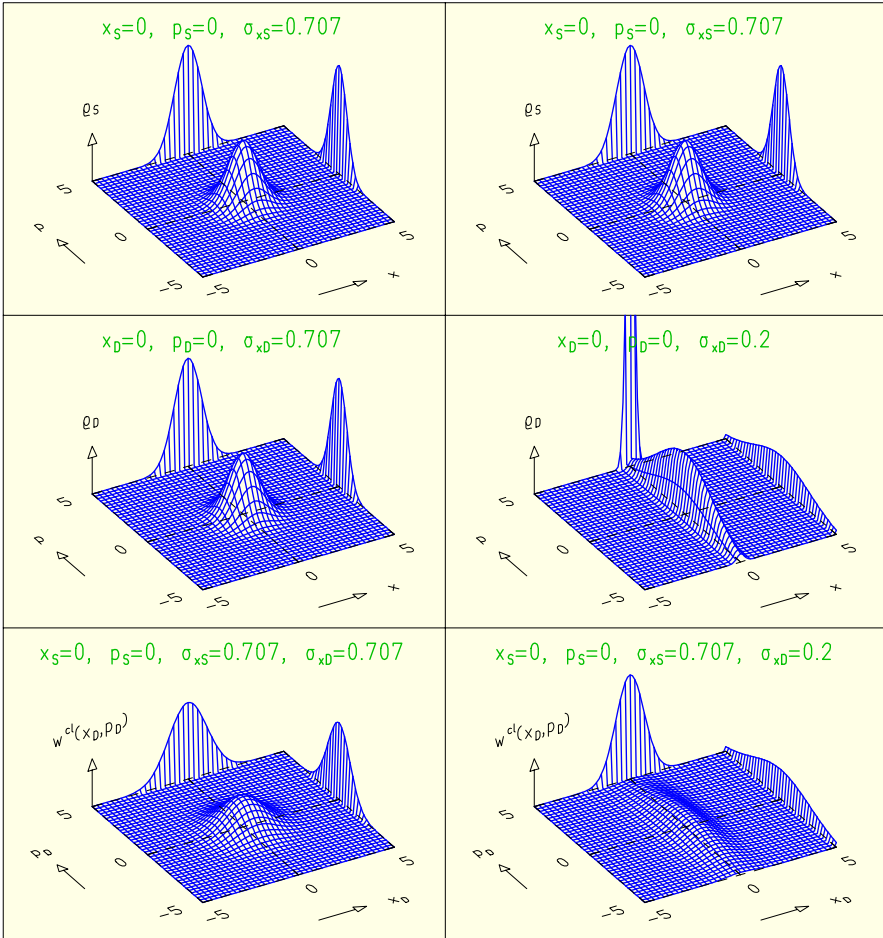 x_S=0, p_S=0, σ_xS=0.707
ϱ_S
5
p
0
-5
-5
0
x
5
x_S=0, p_S=0, σ_xS=0.707
ϱ_S
5
p
0
-5
-5
0
x
5
x_D=0, p_D=0, σ_xD=0.707
ϱ_D
5
p
0
-5
-5
0
x
5
x_D=0, p_D=0, σ_xD=0.2
ϱ_D
5
p
0
-5
-5
0
x
5
x_S=0, p_S=0, σ_xS=0.707, σ_xD=0.707
w^cl(x_D,p_D)
5
p_D
0
-5
-5
0
x_D
5
x_S=0, p_S=0, σ_xS=0.707, σ_xD=0.2
w^cl(x_D,p_D)
5
p_D
0
-5
-5
0
x_D
5